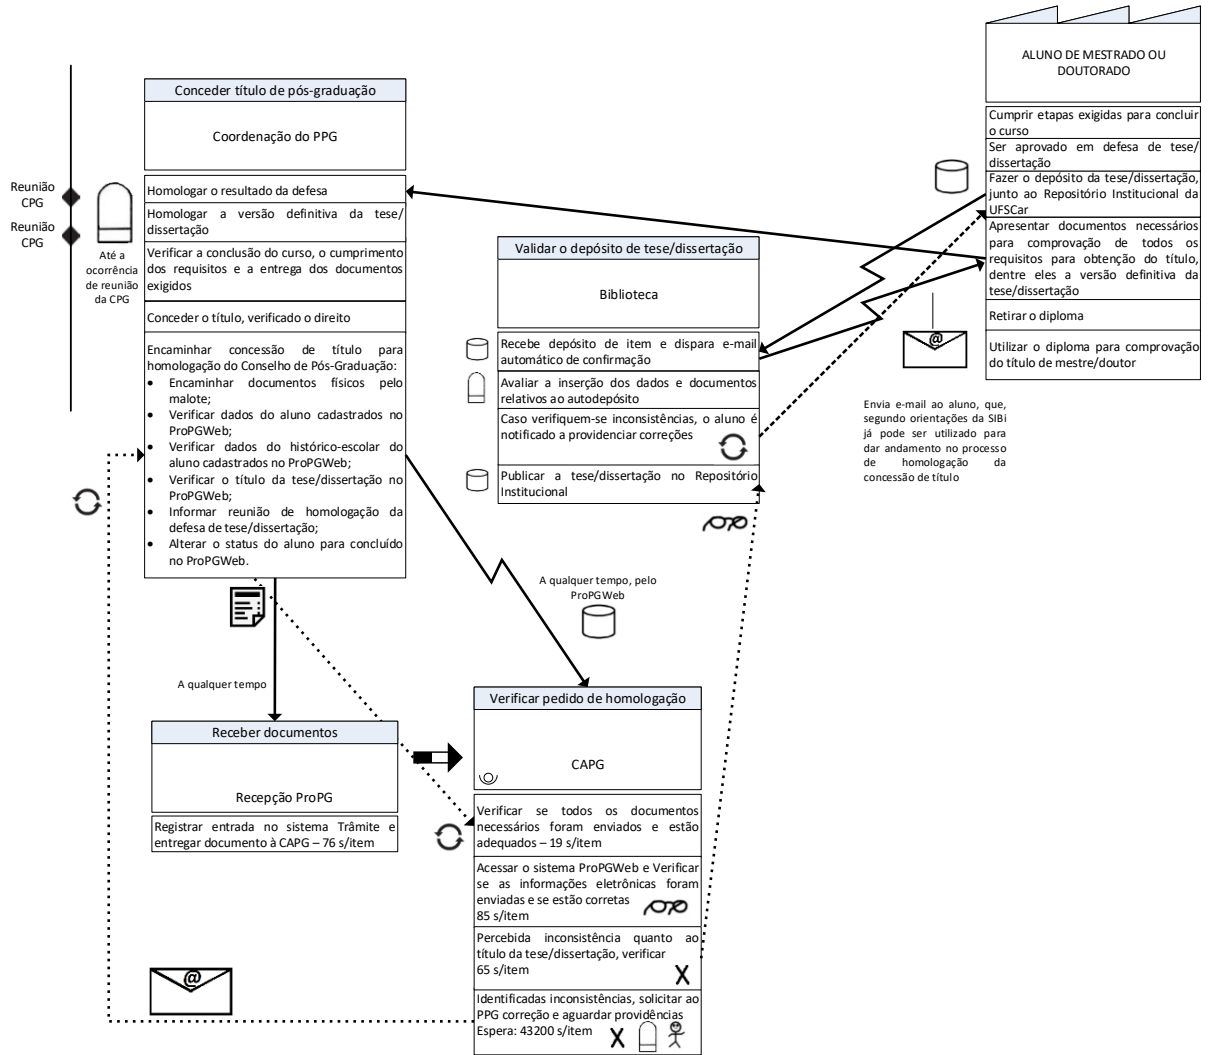 ALUNO DE MESTRADO OU
DOUTORADO
Cumprir etapas exigidas para concluir
o curso
Ser aprovado em defesa de tese/
dissertação
Fazer o depósito da tese/dissertação,
junto ao Repositório Institucional da
UFSCar
Apresentar documentos necessários
para comprovação de todos os
requisitos para obtenção do título,
dentre eles a versão definitiva da
tese/dissertação
Retirar o diploma
Utilizar o diploma para comprovação
do título de mestre/doutor
Conceder título de pós-graduação
Coordenação do PPG
Reunião
CPG
Reunião
CPG
Até a
ocorrência
de reunião
da CPG
Homologar o resultado da defesa
Homologar a versão definitiva da tese/
dissertação
Verificar a conclusão do curso, o cumprimento
dos requisitos e a entrega dos documentos
exigidos
Conceder o título, verificado o direito
Encaminhar concessão de título para
homologação do Conselho de Pós-Graduação:
• Encaminhar documentos físicos pelo
malote;
• Verificar dados do aluno cadastrados no
ProPGWeb;
• Verificar dados do histórico-escolar do
aluno cadastrados no ProPGWeb;
• Verificar o título da tese/dissertação no
ProPGWeb;
• Informar reunião de homologação da
defesa de tese/dissertação;
• Alterar o status do aluno para concluído
no ProPGWeb.
Validar o depósito de tese/dissertação
Biblioteca
Recebe depósito de item e dispara e-mail
automático de confirmação
Avaliar a inserção dos dados e documentos
relativos ao autodepósito
Caso verifiquem-se inconsistências, o aluno é
notificado a providenciar correções
Publicar a tese/dissertação no Repositório
Institucional
@
Envia e-mail ao aluno, que,
segundo orientações da SIBi
já pode ser utilizado para
dar andamento no processo
de homologação da
concessão de título
A qualquer tempo, pelo
ProPGWeb
A qualquer tempo
Receber documentos
Recepção ProPG
Registrar entrada no sistema Trâmite e
entregar documento à CAPG – 76 s/item
Verificar pedido de homologação
CAPG
Verificar se todos os documentos
necessários foram enviados e estão
adequados – 19 s/item
Acessar o sistema ProPGWeb e Verificar
se as informações eletrônicas foram
enviadas e se estão corretas
85 s/item
Percebida inconsistência quanto ao
título da tese/dissertação, verificar
65 s/item
X
Identificadas inconsistências, solicitar ao
PPG correção e aguardar providências
Espera: 43200 s/item
X
@